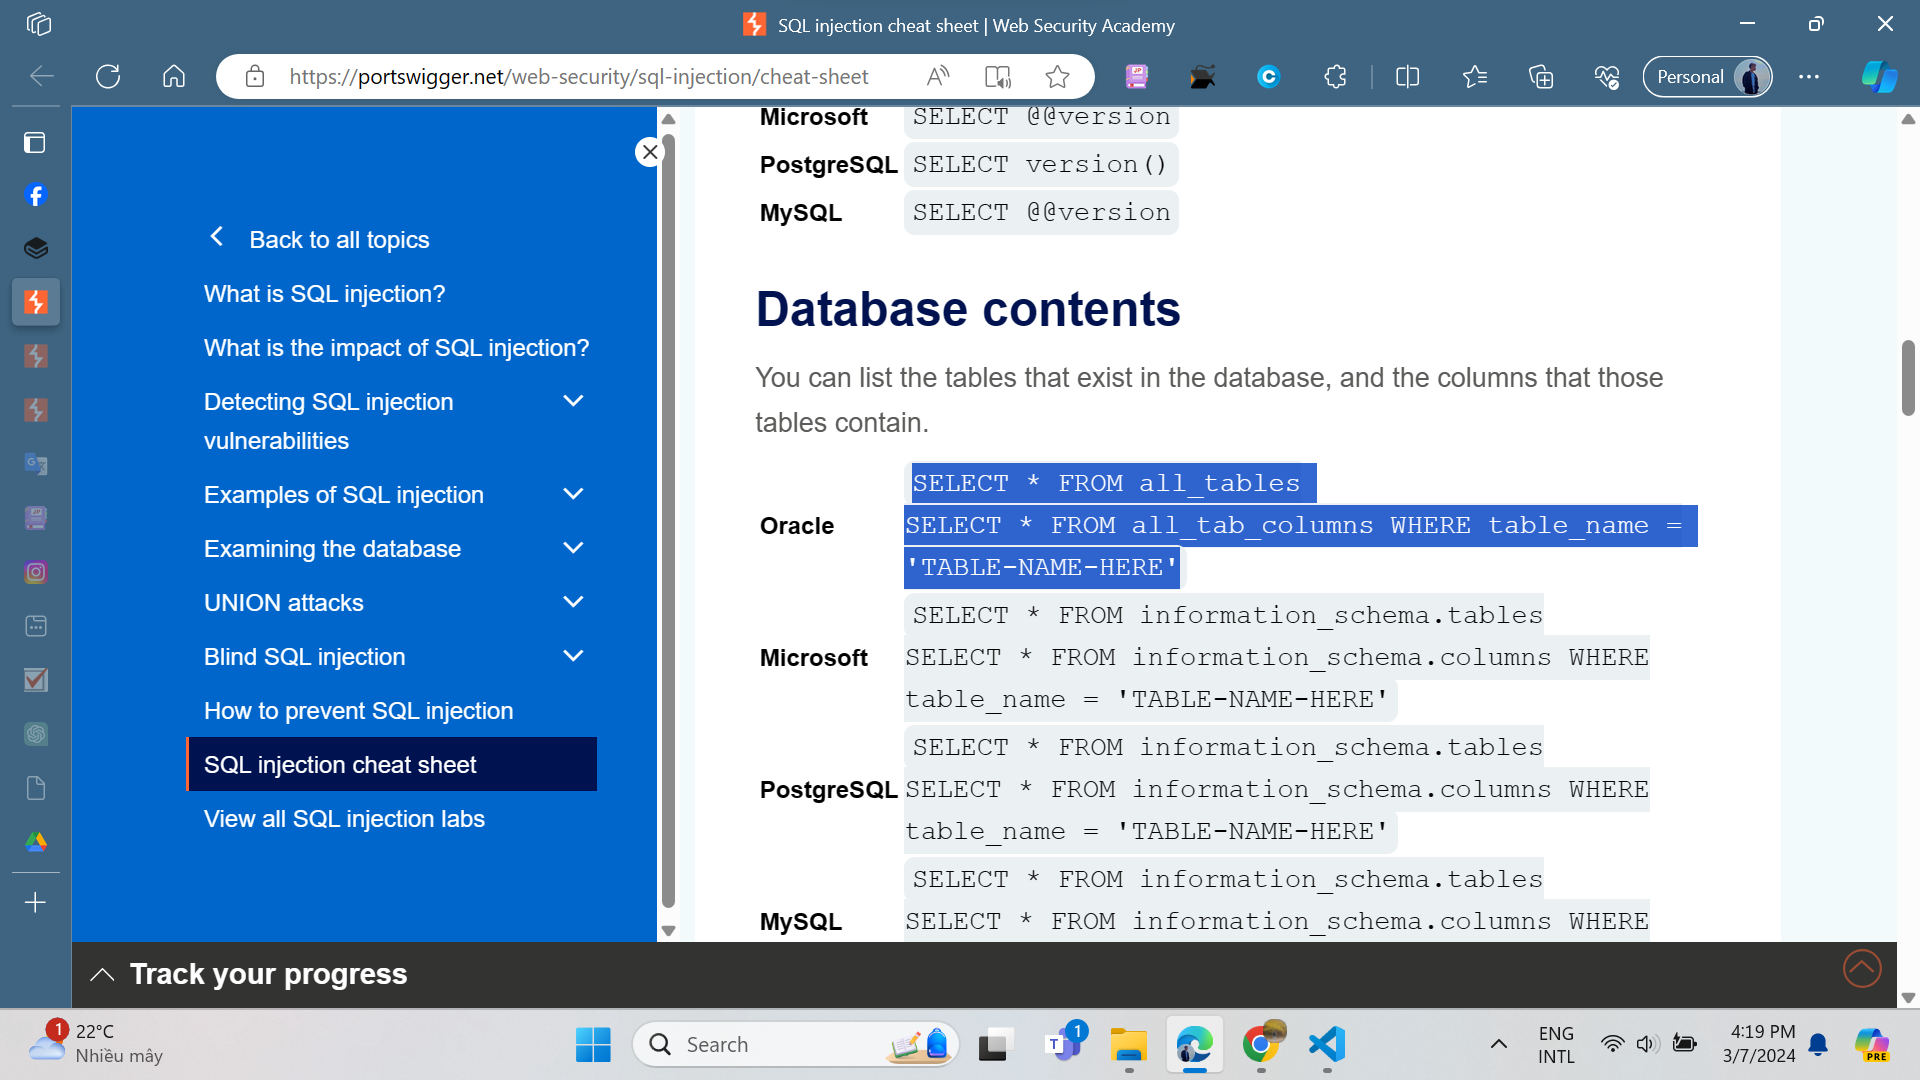 SQL injection cheat sheet | Web Security Academy
https://portswigger.net/web-security/sql-injection/cheat-sheet
Personal
Back to all topics
What is SQL injection?
What is the impact of SQL injection?
Detecting SQL injection
vulnerabilities
Examples of SQL injection
Examining the database
UNION attacks
Blind SQL injection
How to prevent SQL injection
SQL injection cheat sheet
View all SQL injection labs
Microsoft SELECT @@version
PostgreSQL SELECT version()
MySQL SELECT @@version
Database contents
You can list the tables that exist in the database, and the columns that those
tables contain.
SELECT * FROM all_tables
Oracle SELECT * FROM all_tab_columns WHERE table_name =
'TABLE-NAME-HERE'
SELECT * FROM information_schema.tables
Microsoft SELECT * FROM information_schema.columns WHERE
table_name = 'TABLE-NAME-HERE'
SELECT * FROM information_schema.tables
PostgreSQL SELECT * FROM information_schema.columns WHERE
table_name = 'TABLE-NAME-HERE'
SELECT * FROM information_schema.tables
MySQL SELECT * FROM information_schema.columns WHERE
Track your progress
1
22°C
Nhiều mây
Search
1
ENG
INTL
4:19 PM
3/7/2024
PRE